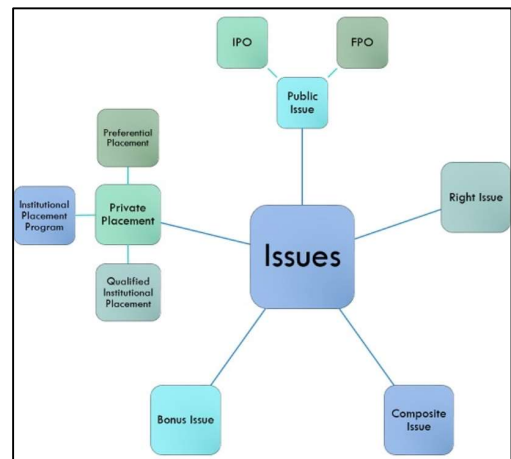 IPO
FPO
Public
Issue
Preferential
Placement
Institutional
Placement
Program
Private
Placement
Qualified
Institutional
Placement
Right Issue
Issues
Bonus Issue
Composite
Issue